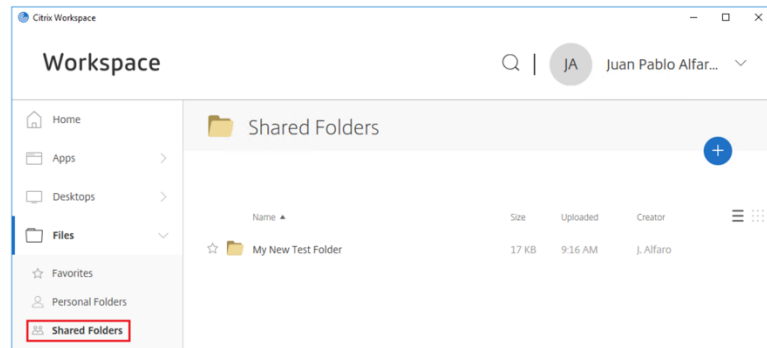 Citrix Workspace
Workspace
JA
Juan Pablo Alfar...
Home
Apps
Desktops
Files
Favorites
Personal Folders
Shared Folders
Shared Folders
Name
Size
Uploaded
Creator
My New Test Folder
17 KB
9:16 AM
J. Alfaro